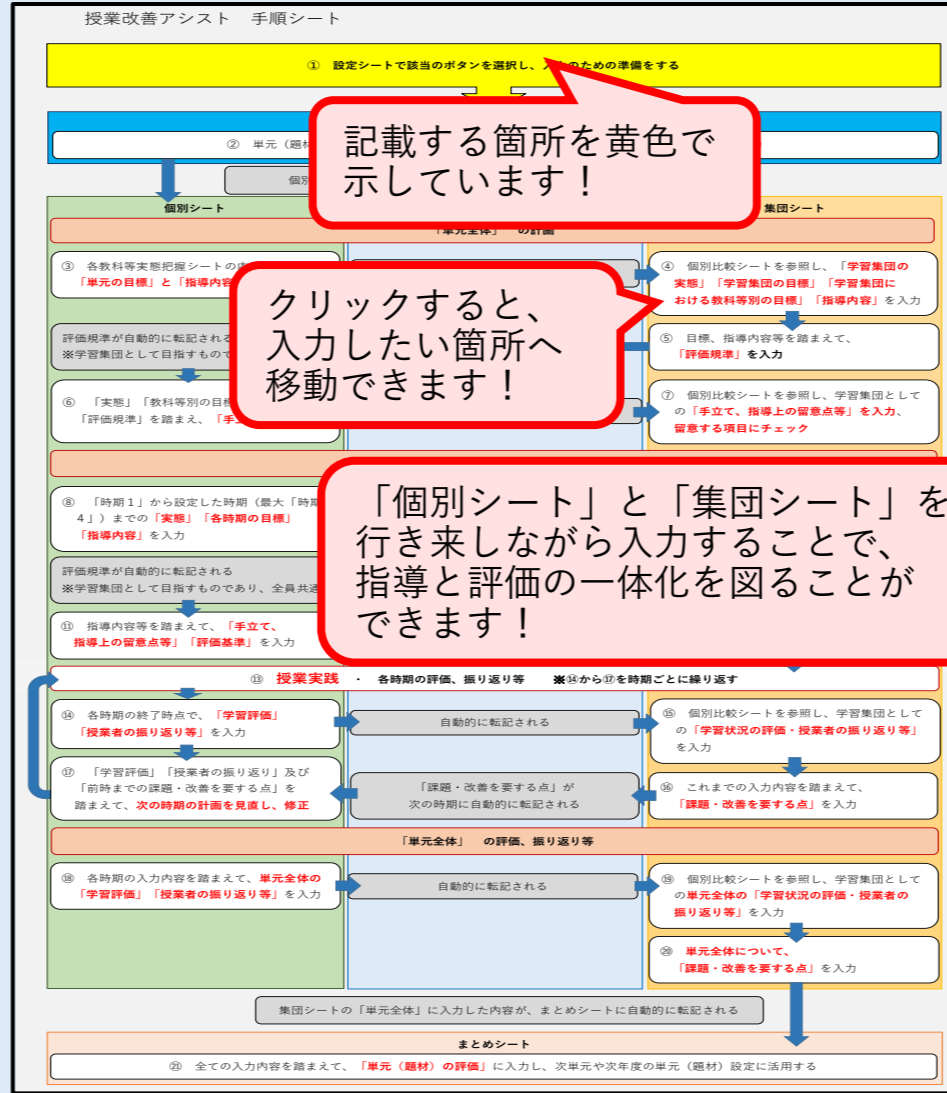 授業改善アシスト　手順シート
① 設定シートで該当のボタンを選択し、入力のための準備をする
記載する箇所を黄色で
示しています！
② 単元（題材
個別
個別シート
集団シート
「単元全体」　の計画
③ 各教科等実態把握シートの
「単元の目標」と「指導内容
④ 個別比較シートを参照し、「学習集団の
実態」「学習集団の目標」「学習集団に
おける教科等別の目標」「指導内容」を入力
クリックすると、
入力したい箇所へ
移動できます！
評価規準が自動的に転記される
※学習集団として目指すもので
⑤ 目標、指導内容等を踏まえて、
「評価規準」を入力
⑥ 「実態」「教科等別の目標
「評価規準」を踏まえ、「手
⑦ 個別比較シートを参照し、学習集団として
の「手立て、指導上の留意点等」を入力、
留意する項目にチェック
「個別シート」と「集団シート」を
行き来しながら入力することで、
指導と評価の一体化を図ることが
できます！
⑧ 「時期１」から設定した時期（最大「時期
４」）までの「実態」「各時期の目標」
「指導内容」を入力
評価規準が自動的に転記される
※学習集団として目指すものであり、全員共通
⑪ 指導内容等を踏まえて、「手立て、
指導上の留意点等」「評価基準」を入力
⑬ 授業実践 ・ 各時期の評価、振り返り等　※⑭から⑰を時期ごとに繰り返す
⑭ 各時期の終了時点で、「学習評価」
「授業者の振り返り等」を入力
自動的に転記される
⑮ 個別比較シートを参照し、学習集団として
の「学習状況の評価・授業者の振り返り等」
を入力
⑰ 「学習評価」「授業者の振り返り」及び
「前時までの課題・改善を要する点」を
踏まえて、次の時期の計画を見直し、修正
「課題・改善を要する点」が
次の時期に自動的に転記される
⑯ これまでの入力内容を踏まえて、
「課題・改善を要する点」を入力
「単元全体」　の評価、振り返り等
⑱ 各時期の入力内容を踏まえて、単元全体の
「学習評価」「授業者の振り返り等」を入力
自動的に転記される
⑲ 個別比較シートを参照し、学習集団として
の単元全体の「学習状況の評価・授業者の
振り返り等」を入力
⑳ 単元全体について、
「課題・改善を要する点」を入力
集団シートの「単元全体」に入力した内容が、まとめシートに自動的に転記される
まとめシート
㉑ 全ての入力内容を踏まえて、「単元（題材）の評価」に入力し、次単元や次年度の単元（題材）設定に活用する